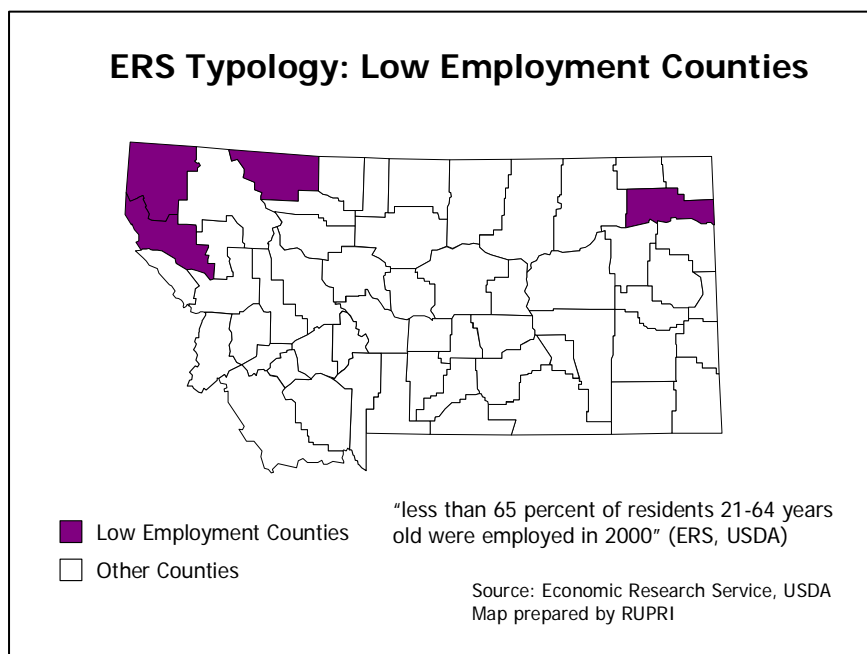 ERS Typology: Low Employment Counties
Low Employment Counties
Other Counties
“less than 65 percent of residents 21-64 years
old were employed in 2000” (ERS, USDA)
Source: Economic Research Service, USDA
Map prepared by RUPRI